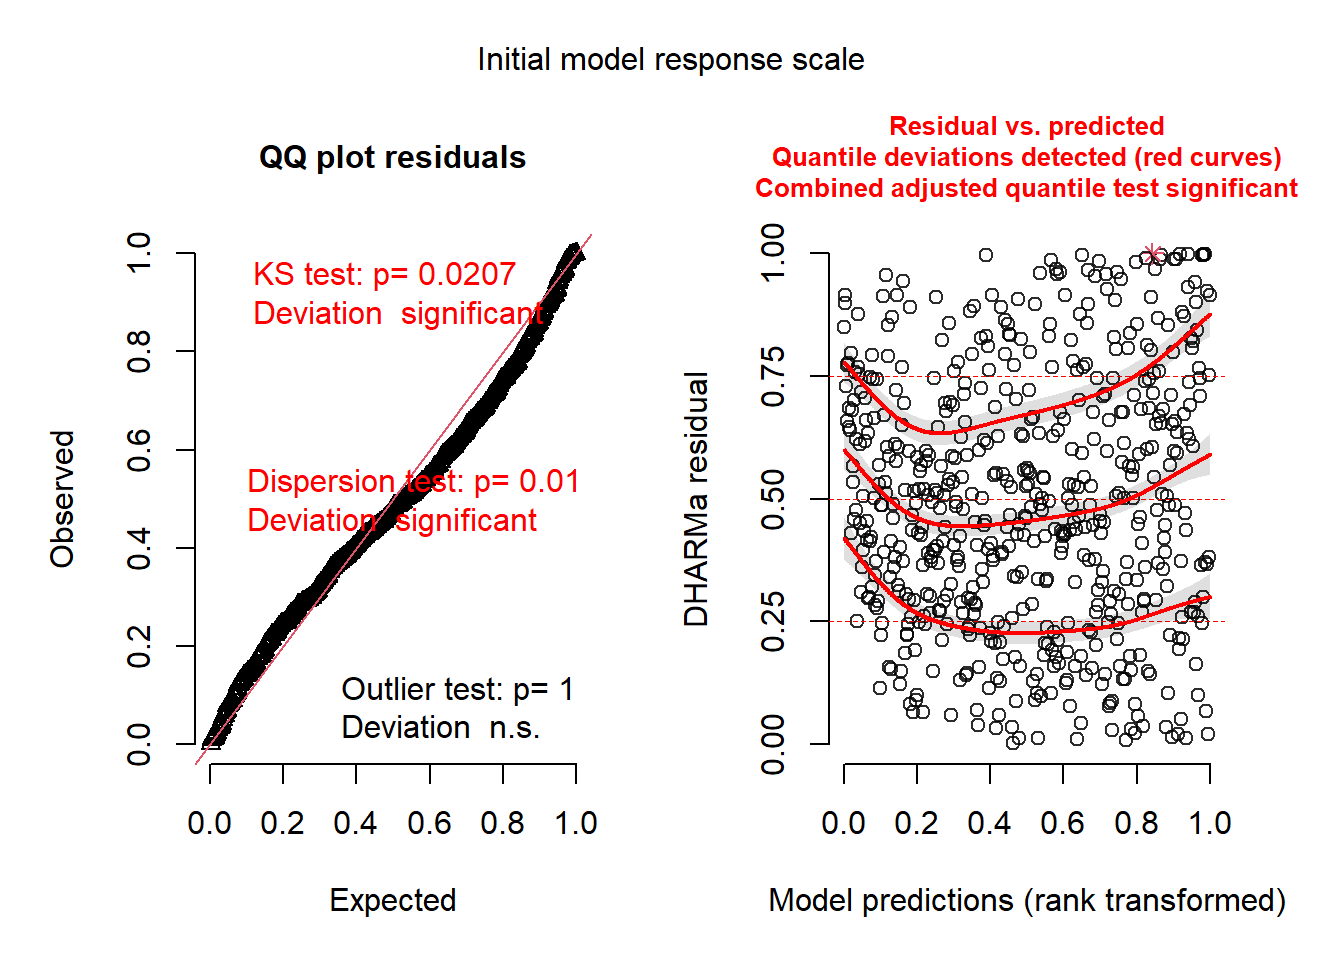 Initial model response scale
QQ plot residuals
KS test: p= 0.0207
Deviation  significant
Dispersion test: p= 0.01
Deviation  significant
Outlier test: p= 1
Deviation  n.s.
Observed
0.0 0.2 0.4 0.6 0.8 1.0
0.0 0.2 0.4 0.6 0.8 1.0
Expected
Residual vs. predicted
Quantile deviations detected (red curves)
Combined adjusted quantile test significant
DHARMa residual
0.00 0.25 0.50 0.75 1.00
0.0 0.2 0.4 0.6 0.8 1.0
Model predictions (rank transformed)